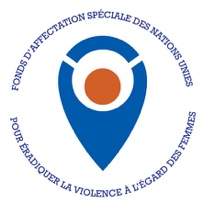 FONDS D'AFFECTATION SPÉCIALE DES NATIONS UNIES
POUR ÉRADIQUER LA VIOLENCE À L'ÉGARD DES FEMMES